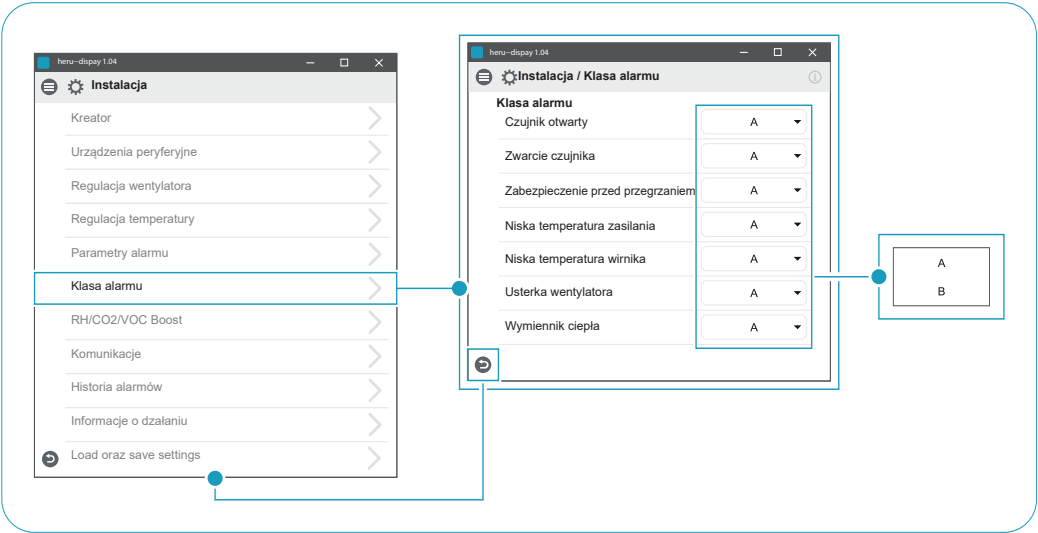 heru–dispay 1.04
Instalacja
Kreator
Urządzenia peryferyjne
Regulacja wentylatora
Regulacja temperatury
Parametry alarmu
Klasa alarmu
RH/CO2/VOC Boost
Komunikacje
Historia alarmów
Informacje o dzałaniu
Load oraz save settings
heru–dispay 1.04
Instalacja / Klasa alarmu
Klasa alarmu
Czujnik otwarty A
Zwarcie czujnika A
Zabezpieczenie przed przegrzaniem A
Niska temperatura zasilania A
Niska temperatura wirnika A
Usterka wentylatora A
Wymiennik ciepła A
A
B